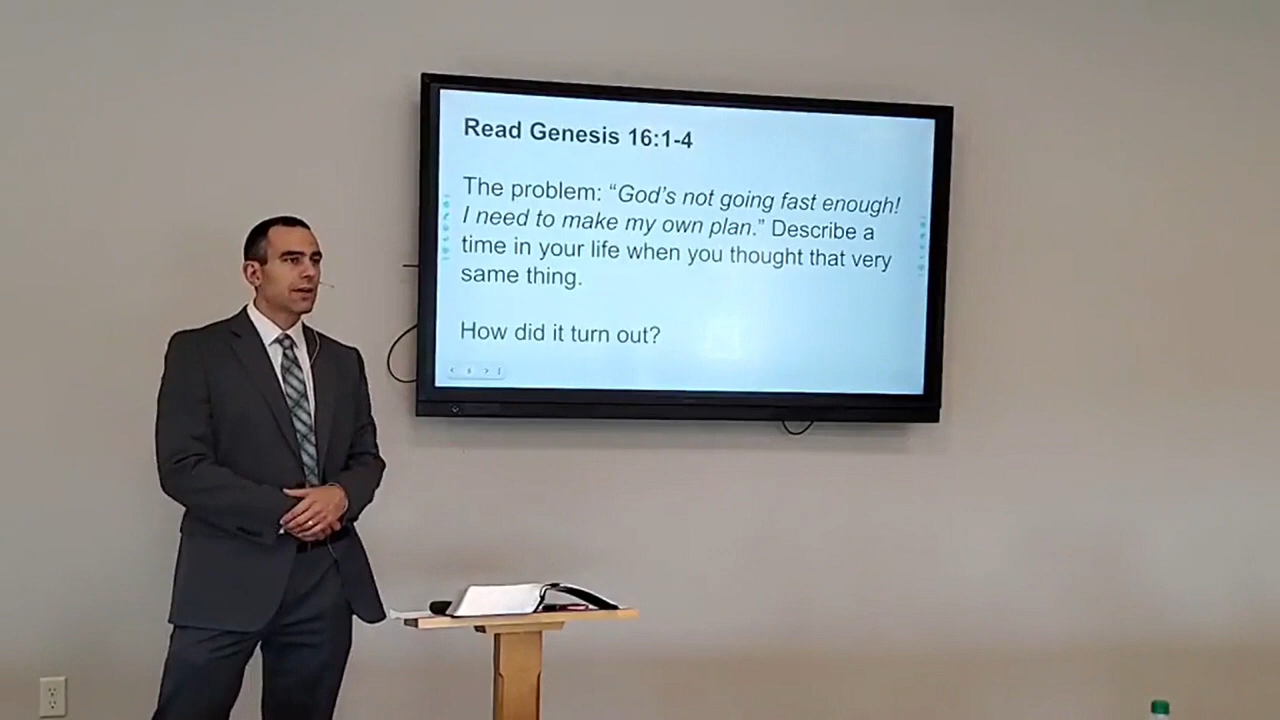 Read Genesis 16:1-4
The problem: “God’s not going fast enough!
I need to make my own plan.” Describe a
time in your life when you thought that very
same thing.
How did it turn out?